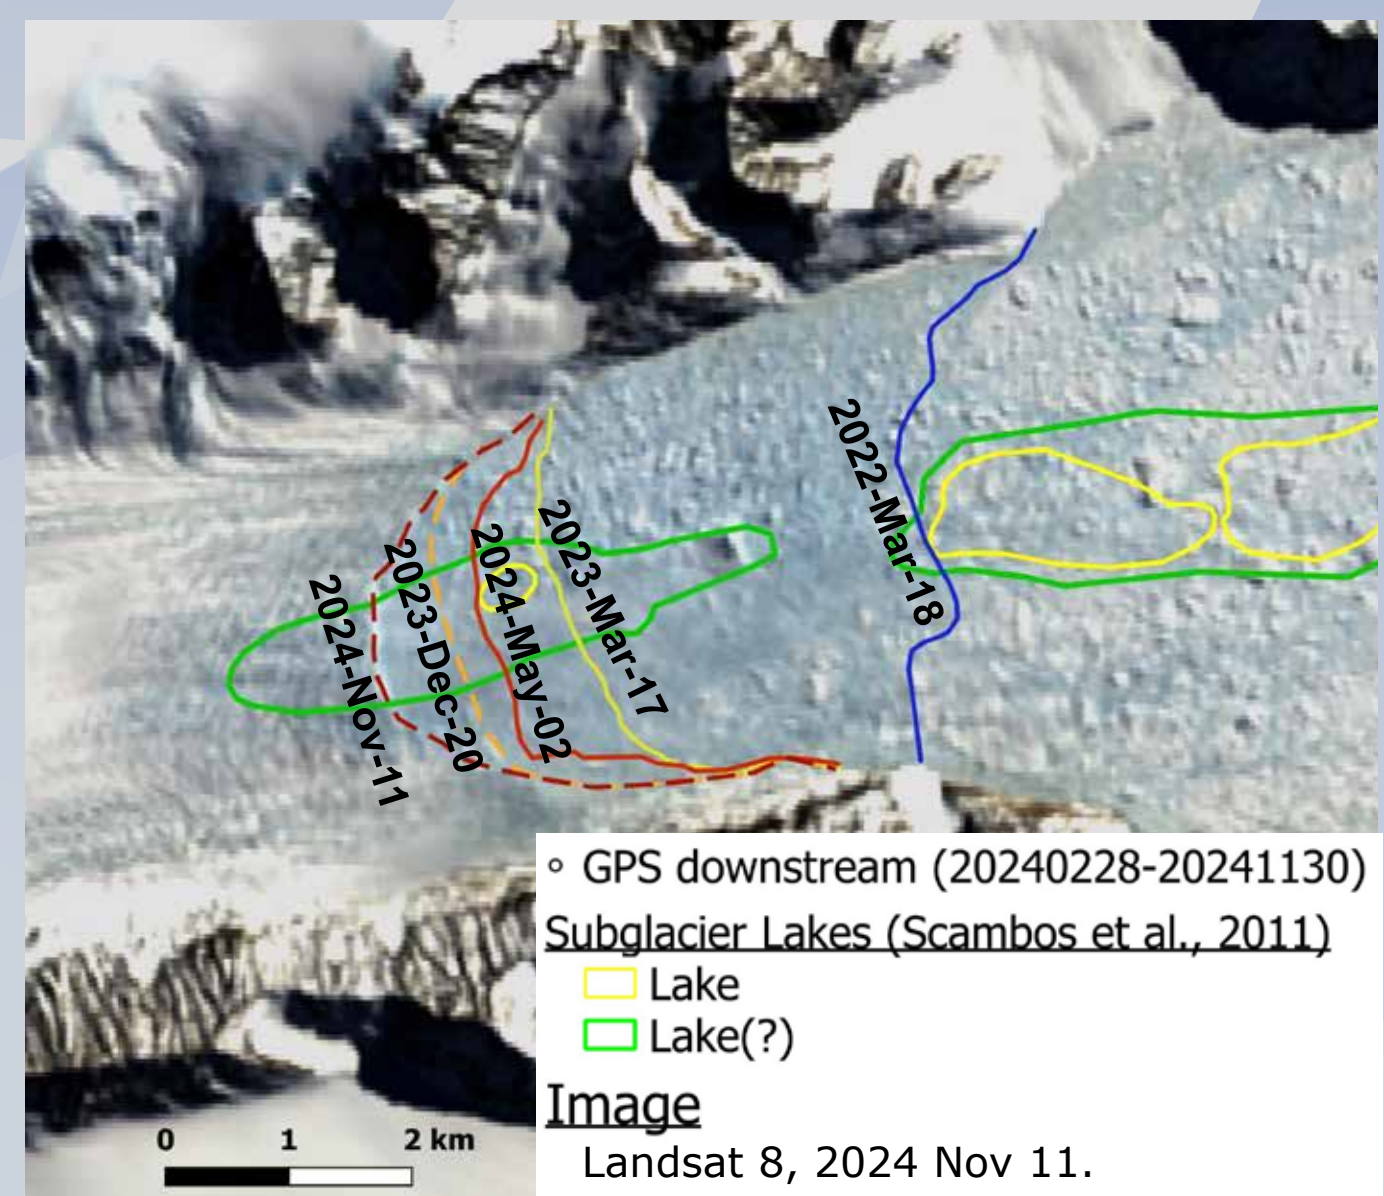 2022-Mar-18
2023-Mar-17
2024-May-02
2023-Dec-20
2024-Nov-11
° GPS downstream (20240228-20241130)
Subglacier Lakes (Scambos et al., 2011)
Lake
Lake(?)
Image
Landsat 8, 2024 Nov 11.
0 1 2 km